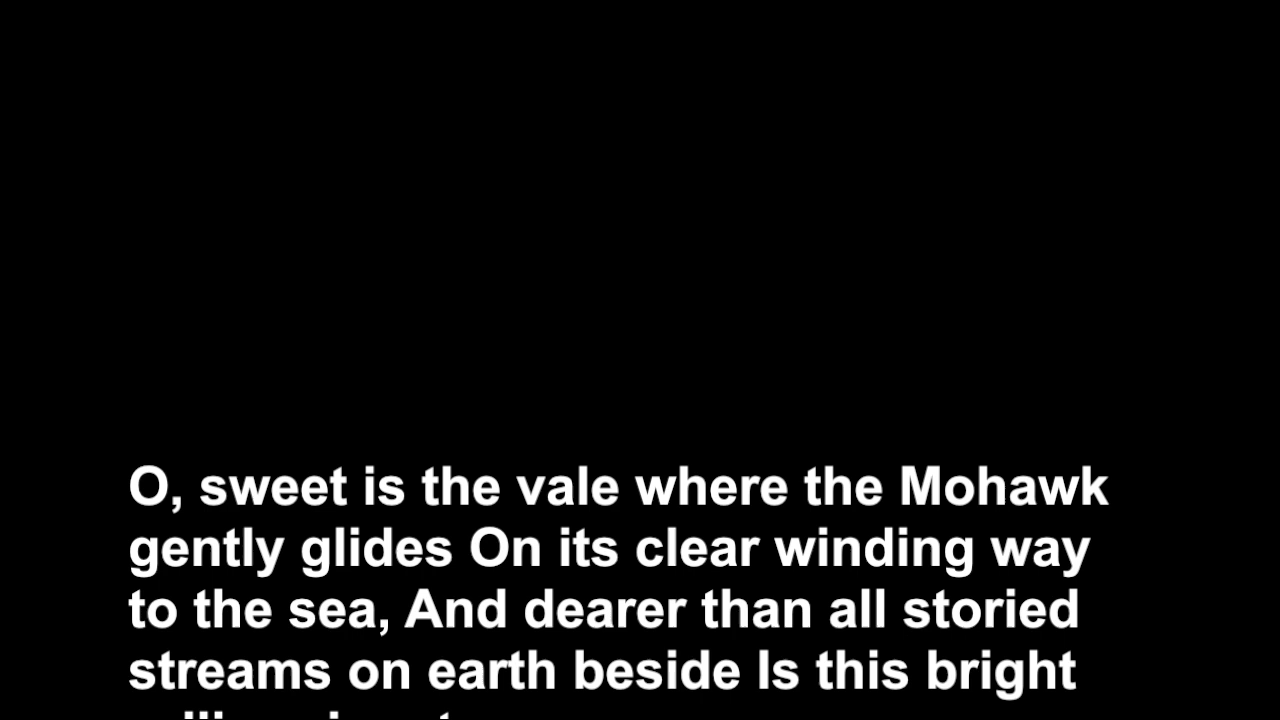 O, sweet is the vale where the Mohawk
gently glides On its clear winding way
to the sea, And dearer than all storied
streams on earth beside Is this bright